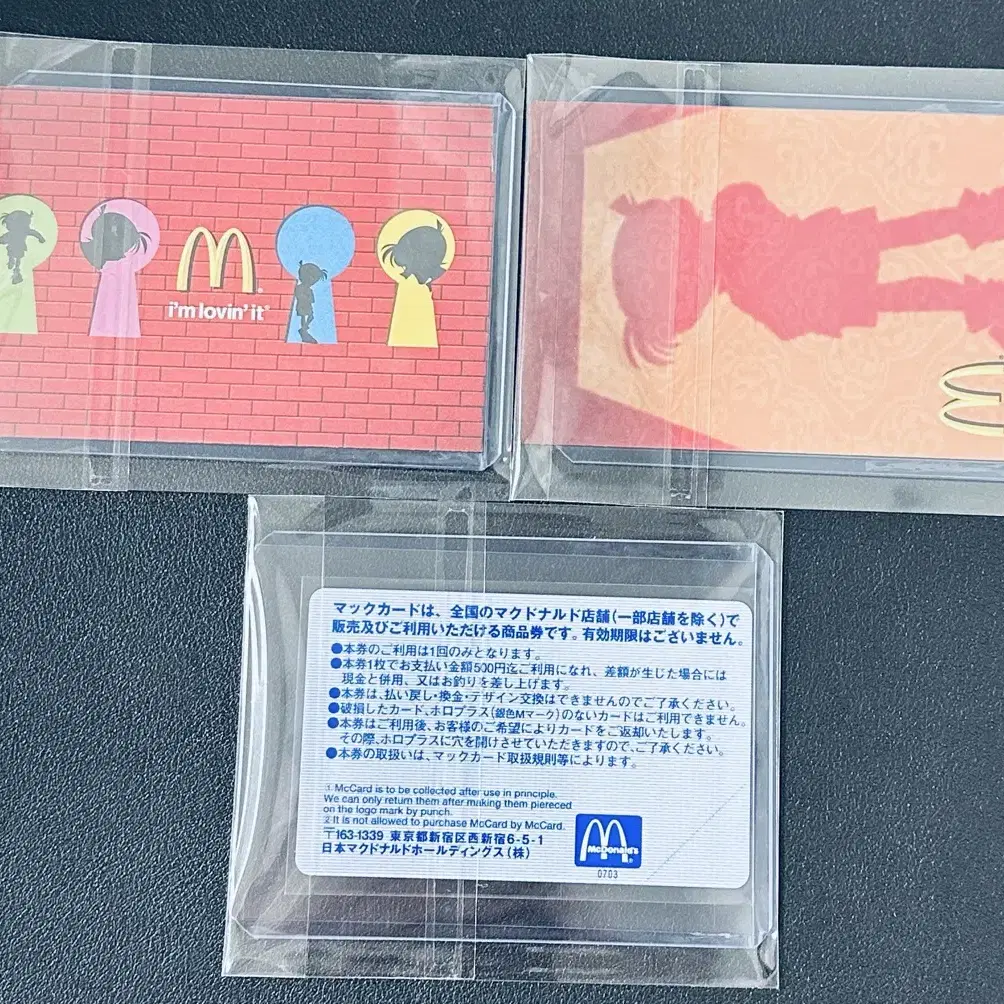 i'm lovin' it®
マックカードは、全国のマクドナルド店舗(一部店舗を除く)で
販売及びご利用いただける商品券です。有効期限はございません。
●本券のご利用は1回のみとなります。
●本券1枚でお支払い金額500円迄ご利用になれ、差額が生じた場合には
現金と併用、又はお釣りを差し上げます。
●本券は、払い戻し・換金・デザイン交換はできませんのでご了承ください。
●破損したカード、ホロプラス(銀色Mマーク)のないカードはご利用できません。
●本券はご利用後、お客様のご希望によりカードをご返却いたします。
その際、ホロプラスに穴を開けさせていただきますので、ご了承ください。
●本券の取扱いは、マックカード取扱規則等によります。
① McCard is to be collected after use in principle.
We can only return them after making them piereced
on the logo mark by punch.
② It is not allowed to purchase McCard by McCard.
〒163-1339 東京都新宿区西新宿6-5-1
日本マクドナルドホールディングス(株)
McDonald's
0703